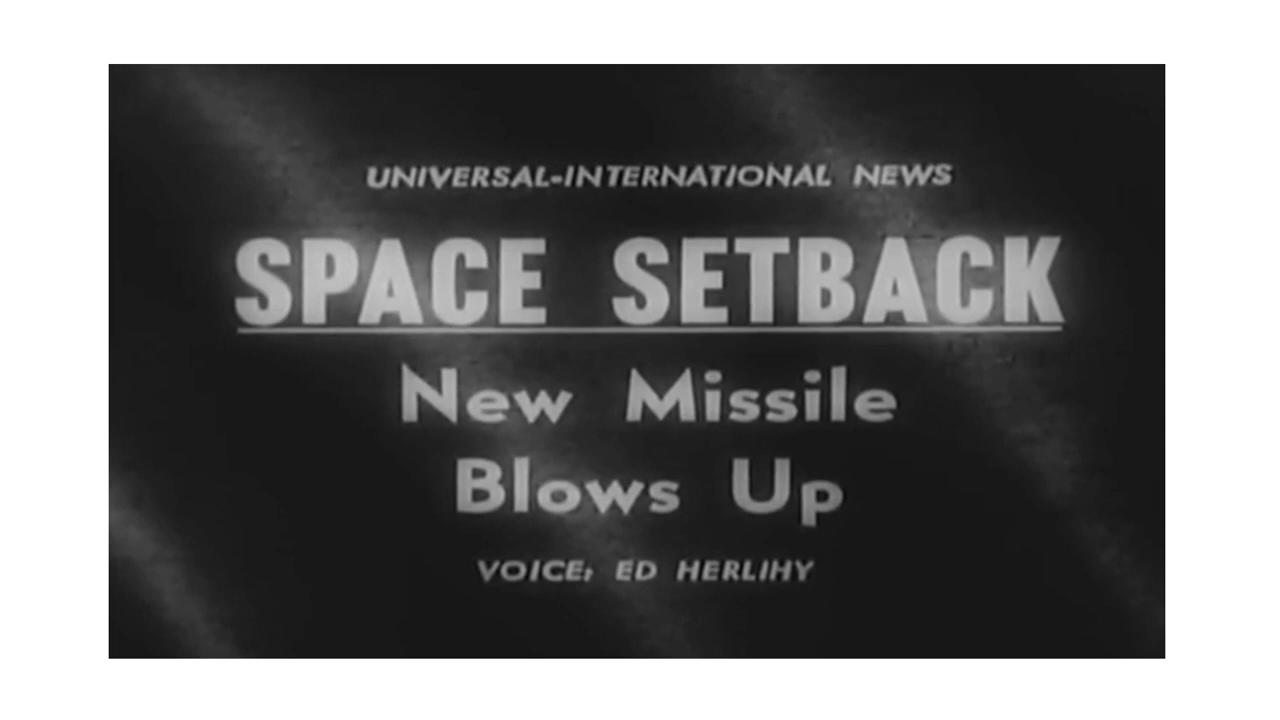 UNIVERSAL-INTERNATIONAL NEWS
SPACE SETBACK
New Missile
Blows Up
VOICE: ED HERLIHY